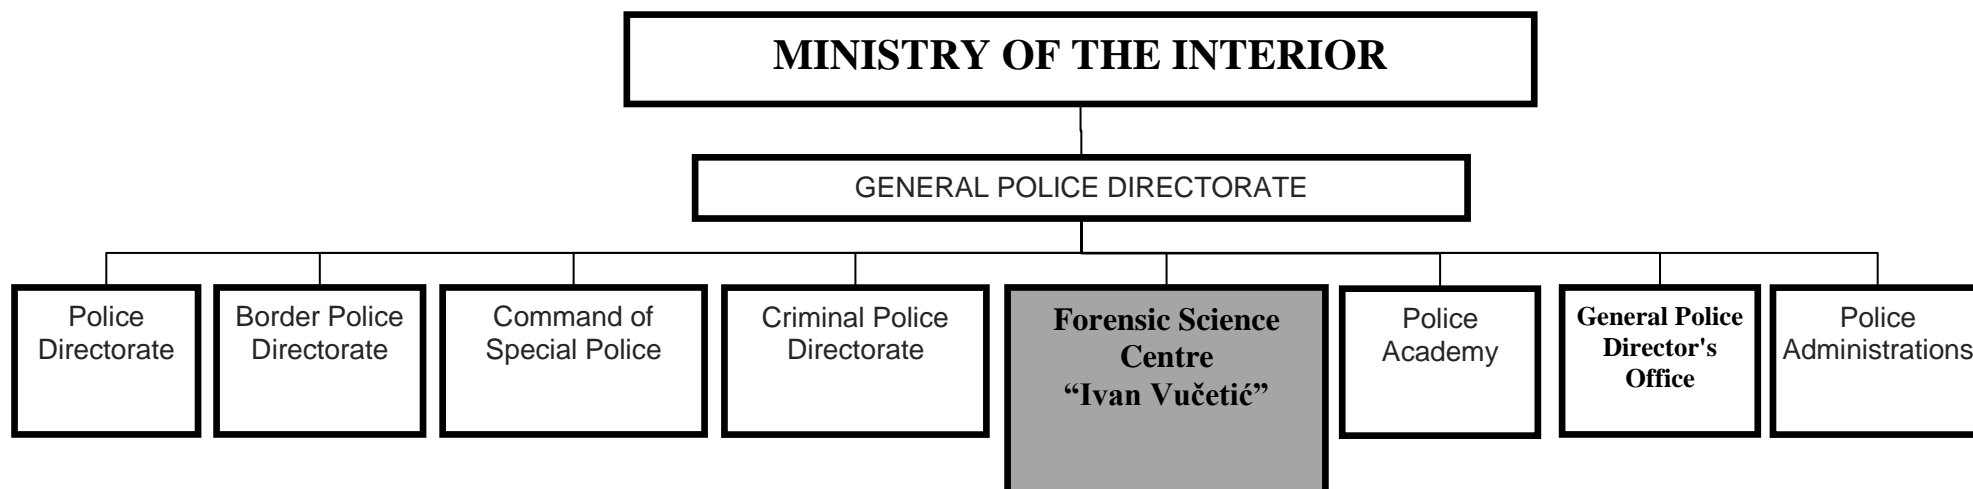 MINISTRY OF THE INTERIOR
GENERAL POLICE DIRECTORATE
Police
Directorate
Border Police
Directorate
Command of
Special Police
Criminal Police
Directorate
Forensic Science
Centre
“Ivan Vučetić”
Police
Academy
General Police
Director's
Office
Police
Administrations